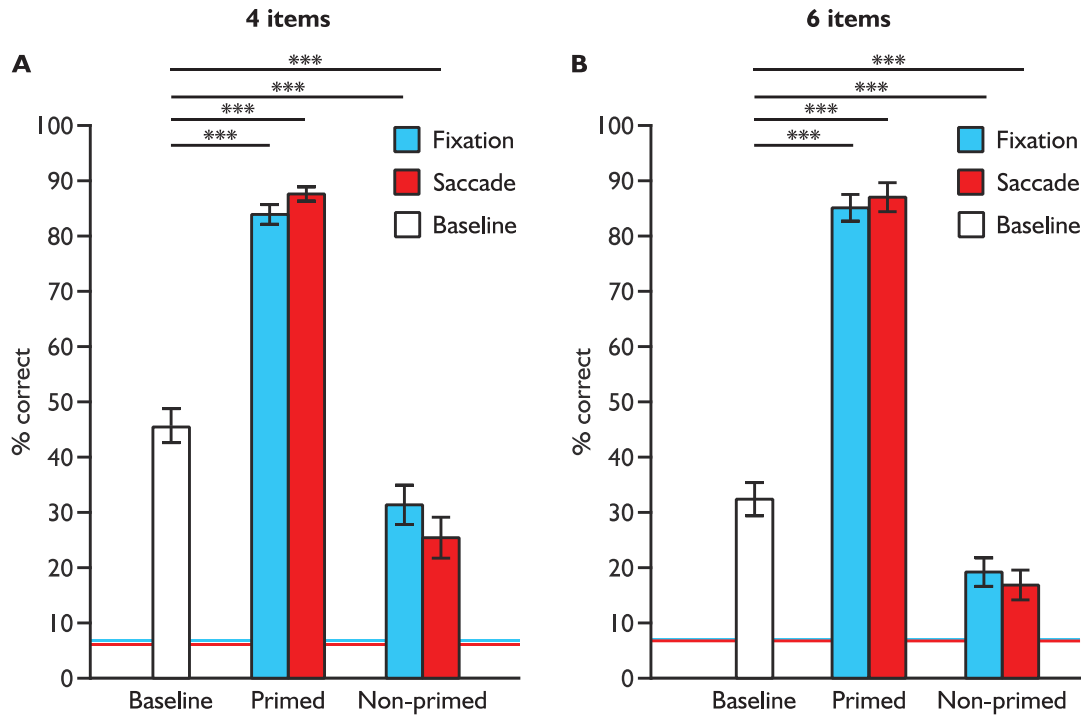 4 items
A
***
***
***
***
% correct
100
90
80
70
60
50
40
30
20
10
0
Fixation
Saccade
Baseline
Baseline
Primed
Non-primed
6 items
B
***
***
***
***
% correct
100
90
80
70
60
50
40
30
20
10
0
Fixation
Saccade
Baseline
Baseline
Primed
Non-primed